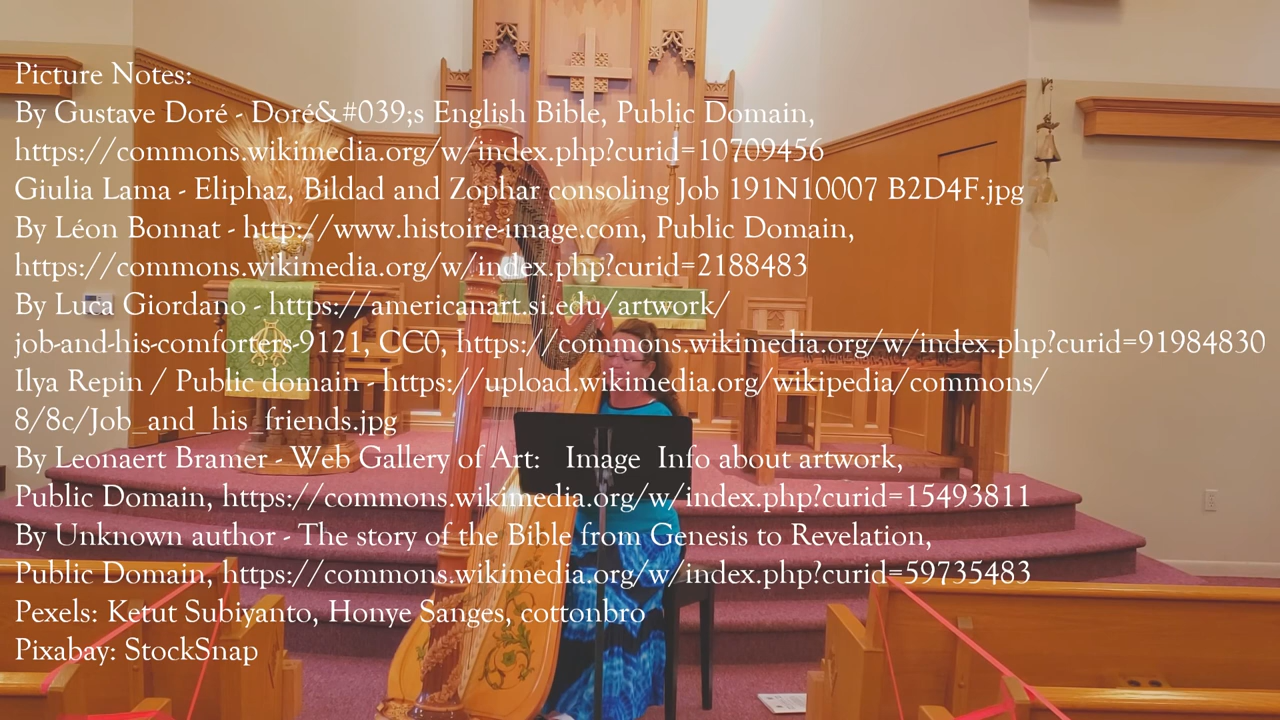 Picture Notes:
By Gustave Doré - Doré&#039;s English Bible, Public Domain,
https://commons.wikimedia.org/w/index.php?curid=10709456
Giulia Lama - Eliphaz, Bildad and Zophar consoling Job 191N10007 B2D4F.jpg
By Léon Bonnat - http://www.histoire-image.com, Public Domain,
https://commons.wikimedia.org/w/index.php?curid=2188483
By Luca Giordano - https://americanart.si.edu/artwork/
job-and-his-comforters-9121, CC0, https://commons.wikimedia.org/w/index.php?curid=91984830
Ilya Repin / Public domain - https://upload.wikimedia.org/wikipedia/commons/
8/8c/Job_and_his_friends.jpg
By Leonaert Bramer - Web Gallery of Art:   Image  Info about artwork,
Public Domain, https://commons.wikimedia.org/w/index.php?curid=15493811
By Unknown author - The story of the Bible from Genesis to Revelation,
Public Domain, https://commons.wikimedia.org/w/index.php?curid=59735483
Pexels: Ketut Subiyanto, Honye Sanges, cottonbro
Pixabay: StockSnap